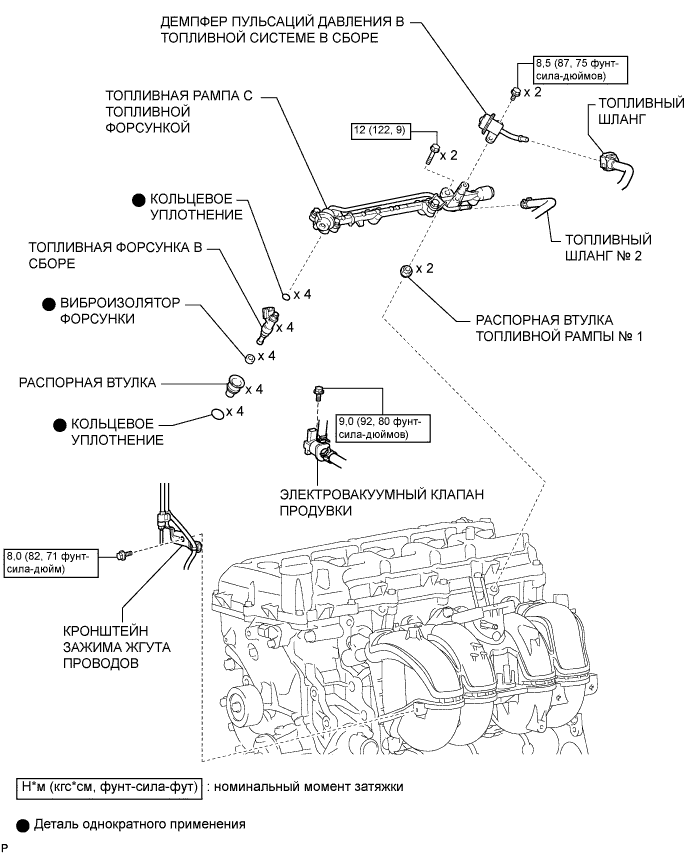 ДЕМПФЕР ПУЛЬСАЦИЙ ДАВЛЕНИЯ В
ТОПЛИВНОЙ СИСТЕМЕ В СБОРЕ
8,5 (87, 75 фунт-
сила-дюймов)
x 2
ТОПЛИВНАЯ РАМПА С
ТОПЛИВНОЙ
ФОРСУНКОЙ
ТОПЛИВНЫЙ
ШЛАНГ
12 (122, 9)
x 2
КОЛЬЦЕВОЕ
УПЛОТНЕНИЕ
ТОПЛИВНАЯ ФОРСУНКА В
СБОРЕ
ТОПЛИВНЫЙ
ШЛАНГ № 2
x 2
x 4
ВИБРОИЗОЛЯТОР
ФОРСУНКИ
x 4
РАСПОРНАЯ ВТУЛКА
ТОПЛИВНОЙ РАМПЫ № 1
x 4
РАСПОРНАЯ ВТУЛКА
x 4
x 4
КОЛЬЦЕВОЕ
УПЛОТНЕНИЕ
9,0 (92, 80 фунт-
сила-дюймов)
ЭЛЕКТРОВАКУУМНЫЙ КЛАПАН
ПРОДУВКИ
8,0 (82, 71 фунт-
сила-дюйм)
КРОНШТЕЙН
ЗАЖИМА ЖГУТА
ПРОВОДОВ
Н*м (кгс*см, фунт-сила-фут) : номинальный момент затяжки
Деталь однократного применения
P